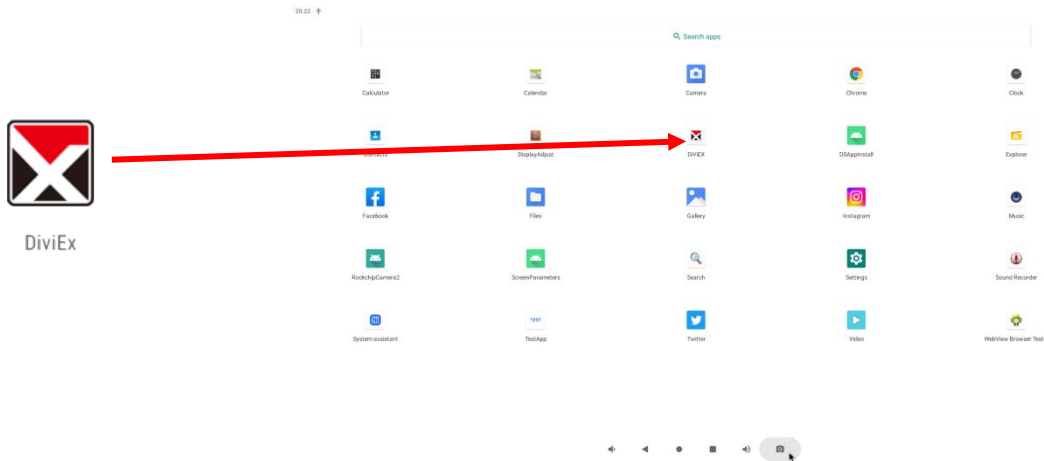 20:22
Search apps
Calculator
Calendar
Camera
Chrome
Clock
Contacts
DisplayAdjust
DIVIEX
DSAppInstall
Explorer
DiviEx
Facebook
Files
Gallery
Instagram
Music
RockchipCamera2
ScreenParameters
Search
Settings
Sound Recorder
System assistant
TEST
TestApp
Twitter
Video
WebView Browser Test